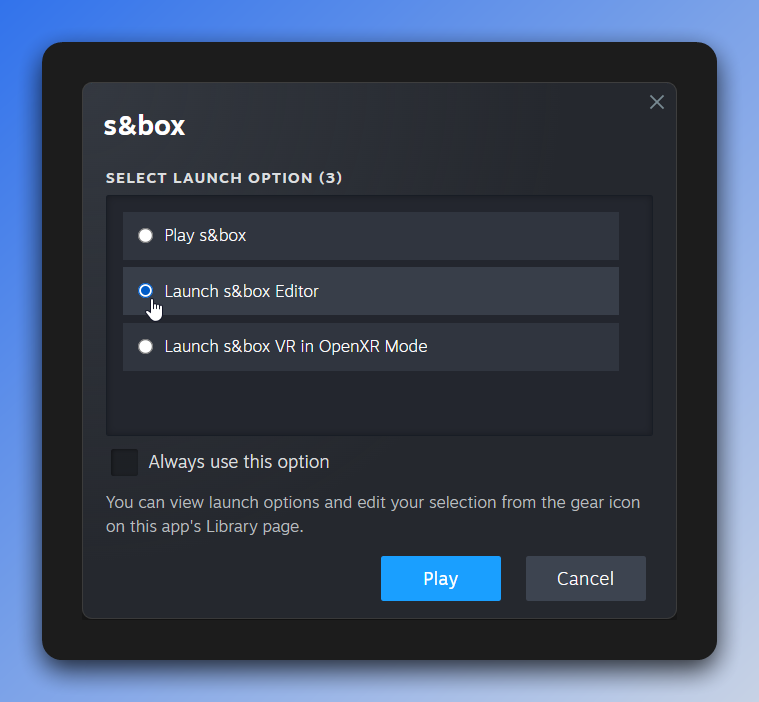 s&box
SELECT LAUNCH OPTION (3)
Play s&box
Launch s&box Editor
Launch s&box VR in OpenXR Mode
Always use this option
You can view launch options and edit your selection from the gear icon
on this app's Library page.
Play
Cancel